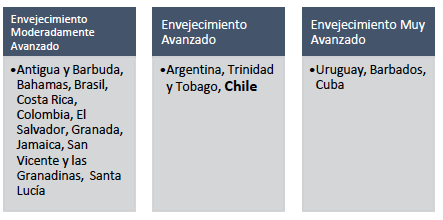 Envejecimiento
Moderadamente
Avanzado
•Antigua y Barbuda,
Bahamas, Brasil,
Costa Rica,
Colombia, El
Salvador, Granada,
Jamaica, San
Vicente y las
Granadinas, Santa
Lucía
Envejecimiento
Avanzado
•Argentina, Trinidad
y Tobago, Chile
Envejecimiento Muy
Avanzado
•Uruguay, Barbados,
Cuba